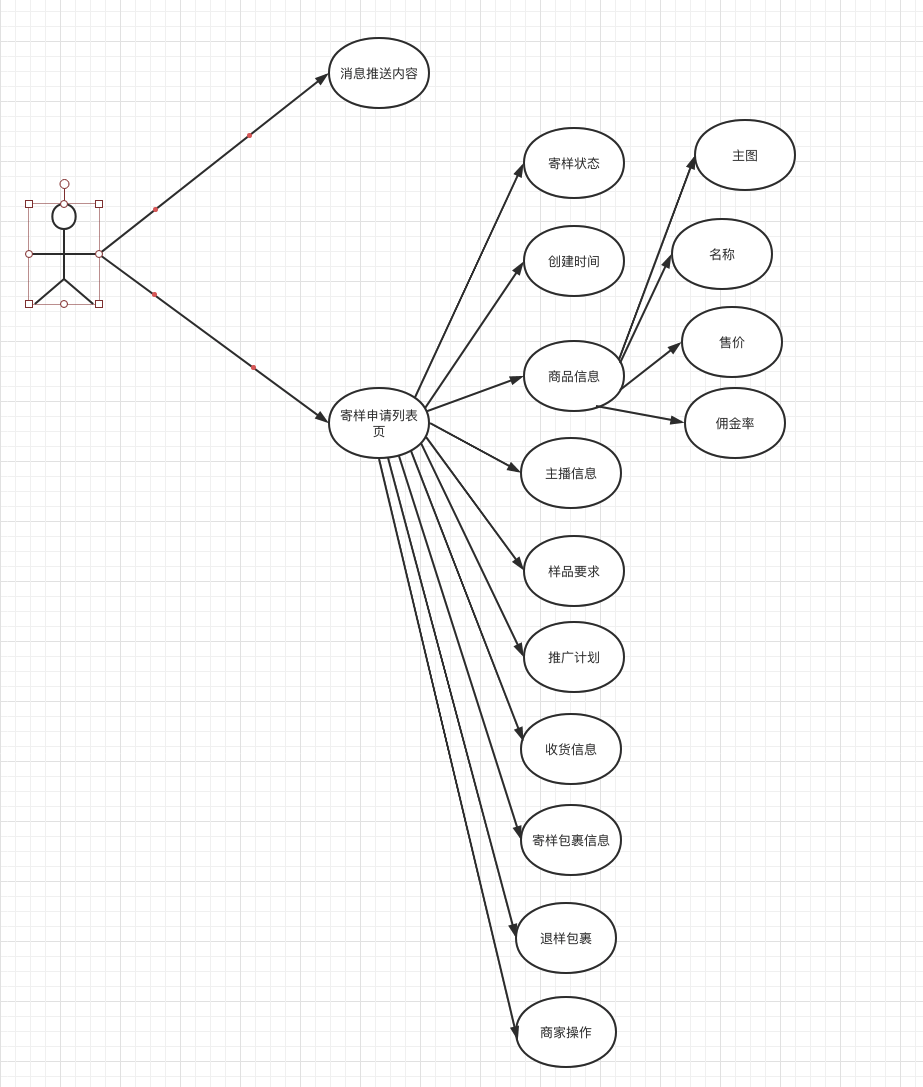 消息推送内容
寄样状态
主图
创建时间
名称
商品信息
售价
寄样申请列表
页
佣金率
主播信息
样品要求
推广计划
收货信息
寄样包裹信息
退样包裹
商家操作